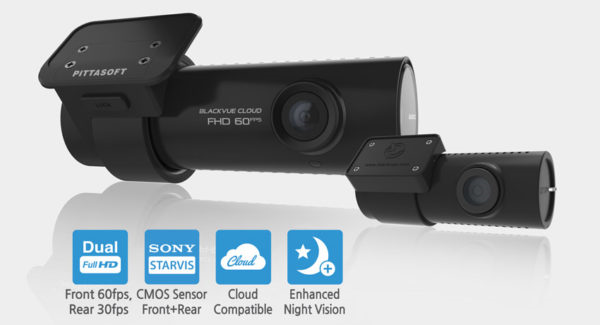 PITTASOFT
BLACKVUE CLOUD
FHD 60FPS
Dual
Full HD
SONY
STARVIS
Cloud
Front 60fps,
Rear 30fps
CMOS Sensor
Front+Rear
Cloud
Compatible
Enhanced
Night Vision